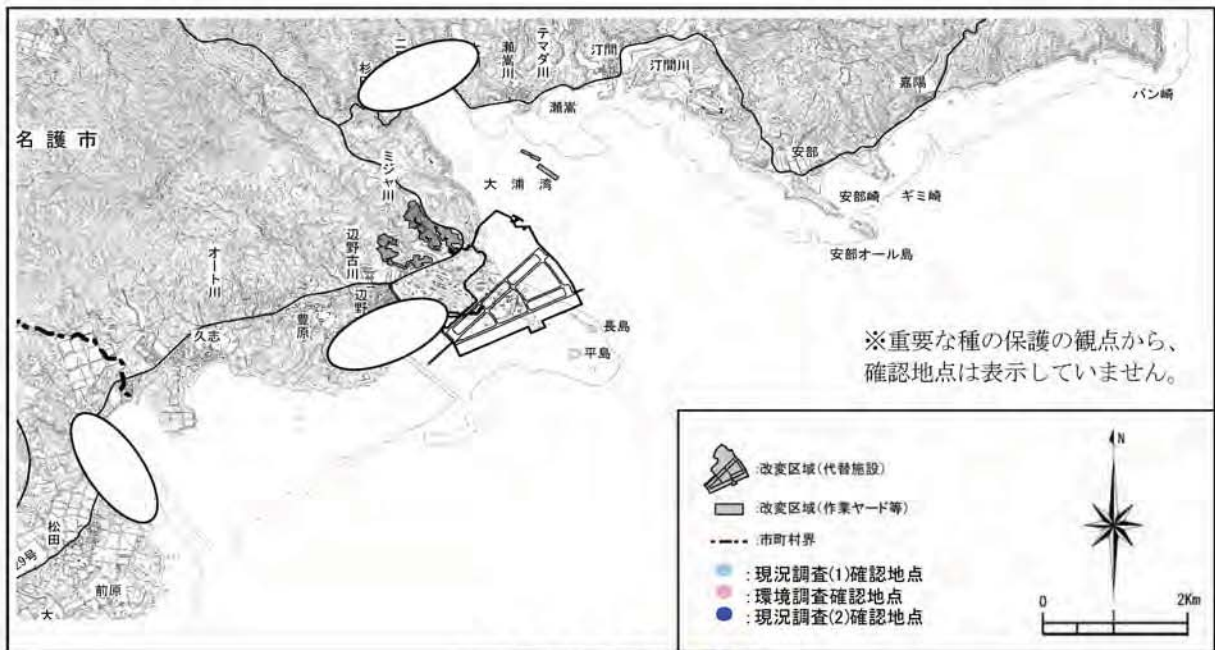 名護市
二
杉
瀬嵩川
テマダ川
汀間
汀間川
瀬嵩
嘉陽
バン崎
安部
安部崎
ギミ崎
安部オール島
大浦湾
ミジャ川
辺野古川
辺野
オート川
豊原
久志
長島
平島
松田
29号
前原
大
※重要な種の保護の観点から、
確認地点は表示していません。
:改変区域(代替施設)
:改変区域(作業ヤード等)
:市町村界
:現況調査(1)確認地点
:環境調査確認地点
:現況調査(2)確認地点
N
0 2Km